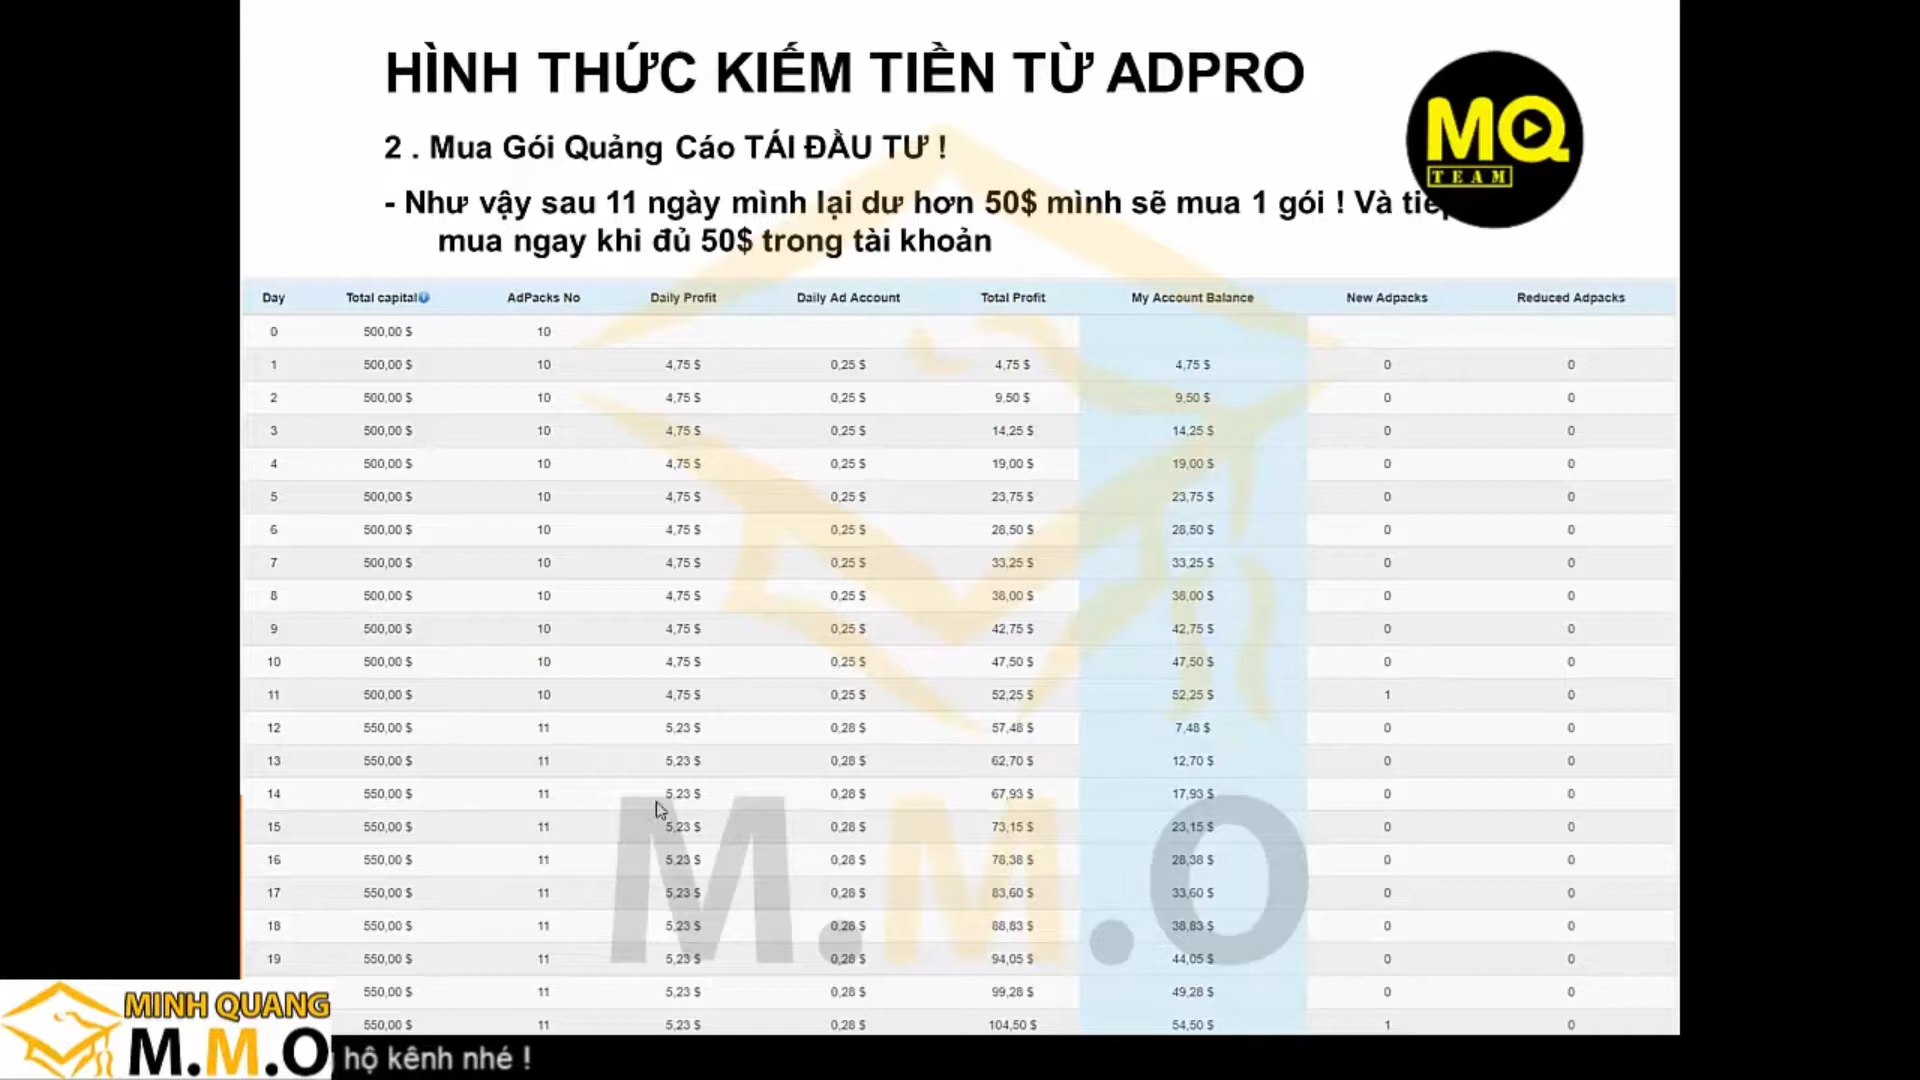 HÌNH THỨC KIẾM TIỀN TỪ ADPRO
MQ
TEAM
2 . Mua Gói Quảng Cáo TÁI ĐẦU TƯ !
- Như vậy sau 11 ngày mình lại dư hơn 50$ mình sẽ mua 1 gói ! Và
mua ngay khi đủ 50$ trong tài khoản
Day Total capital AdPacks No Daily Profit Daily Ad Account Total Profit My Account Balance New Adpacks Reduced Adpacks
0 500,00 $ 10
1 500,00 $ 10 4,75 $ 0,25 $ 4,75 $ 4,75 $ 0 0
2 500,00 $ 10 4,75 $ 0,25 $ 9,50 $ 9,50 $ 0 0
3 500,00 $ 10 4,75 $ 0,25 $ 14,25 $ 14,25 $ 0 0
4 500,00 $ 10 4,75 $ 0,25 $ 19,00 $ 19,00 $ 0 0
5 500,00 $ 10 4,75 $ 0,25 $ 23,75 $ 23,75 $ 0 0
6 500,00 $ 10 4,75 $ 0,25 $ 28,50 $ 28,50 $ 0 0
7 500,00 $ 10 4,75 $ 0,25 $ 33,25 $ 33,25 $ 0 0
8 500,00 $ 10 4,75 $ 0,25 $ 38,00 $ 38,00 $ 0 0
9 500,00 $ 10 4,75 $ 0,25 $ 42,75 $ 42,75 $ 0 0
10 500,00 $ 10 4,75 $ 0,25 $ 47,50 $ 47,50 $ 0 0
11 500,00 $ 10 4,75 $ 0,25 $ 52,25 $ 52,25 $ 1 0
12 550,00 $ 11 5,23 $ 0,28 $ 57,48 $ 7,48 $ 0 0
13 550,00 $ 11 5,23 $ 0,28 $ 62,70 $ 12,70 $ 0 0
14 550,00 $ 11 5,23 $ 0,28 $ 67,93 $ 17,93 $ 0 0
15 550,00 $ 11 5,23 $ 0,28 $ 73,15 $ 23,15 $ 0 0
16 550,00 $ 11 5,23 $ 0,28 $ 78,38 $ 28,38 $ 0 0
17 550,00 $ 11 5,23 $ 0,28 $ 83,60 $ 33,60 $ 0 0
18 550,00 $ 11 5,23 $ 0,28 $ 88,83 $ 38,83 $ 0 0
19 550,00 $ 11 5,23 $ 0,28 $ 94,05 $ 44,05 $ 0 0
550,00 $ 11 5,23 $ 0,28 $ 99,28 $ 49,28 $ 0 0
550,00 $ 11 5,23 $ 0,28 $ 104,50 $ 54,50 $ 1 0
M.M.O
MINH QUANG
M.M.O
hộ kênh nhé !